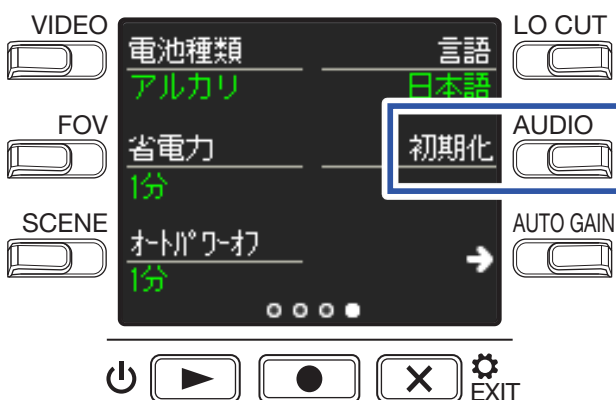 VIDEO
LO CUT
電池種類
言語
アルカリ
日本語
FOV
AUDIO
省電力
初期化
1分
SCENE
AUTO GAIN
オートパワーオフ
1分
EXIT